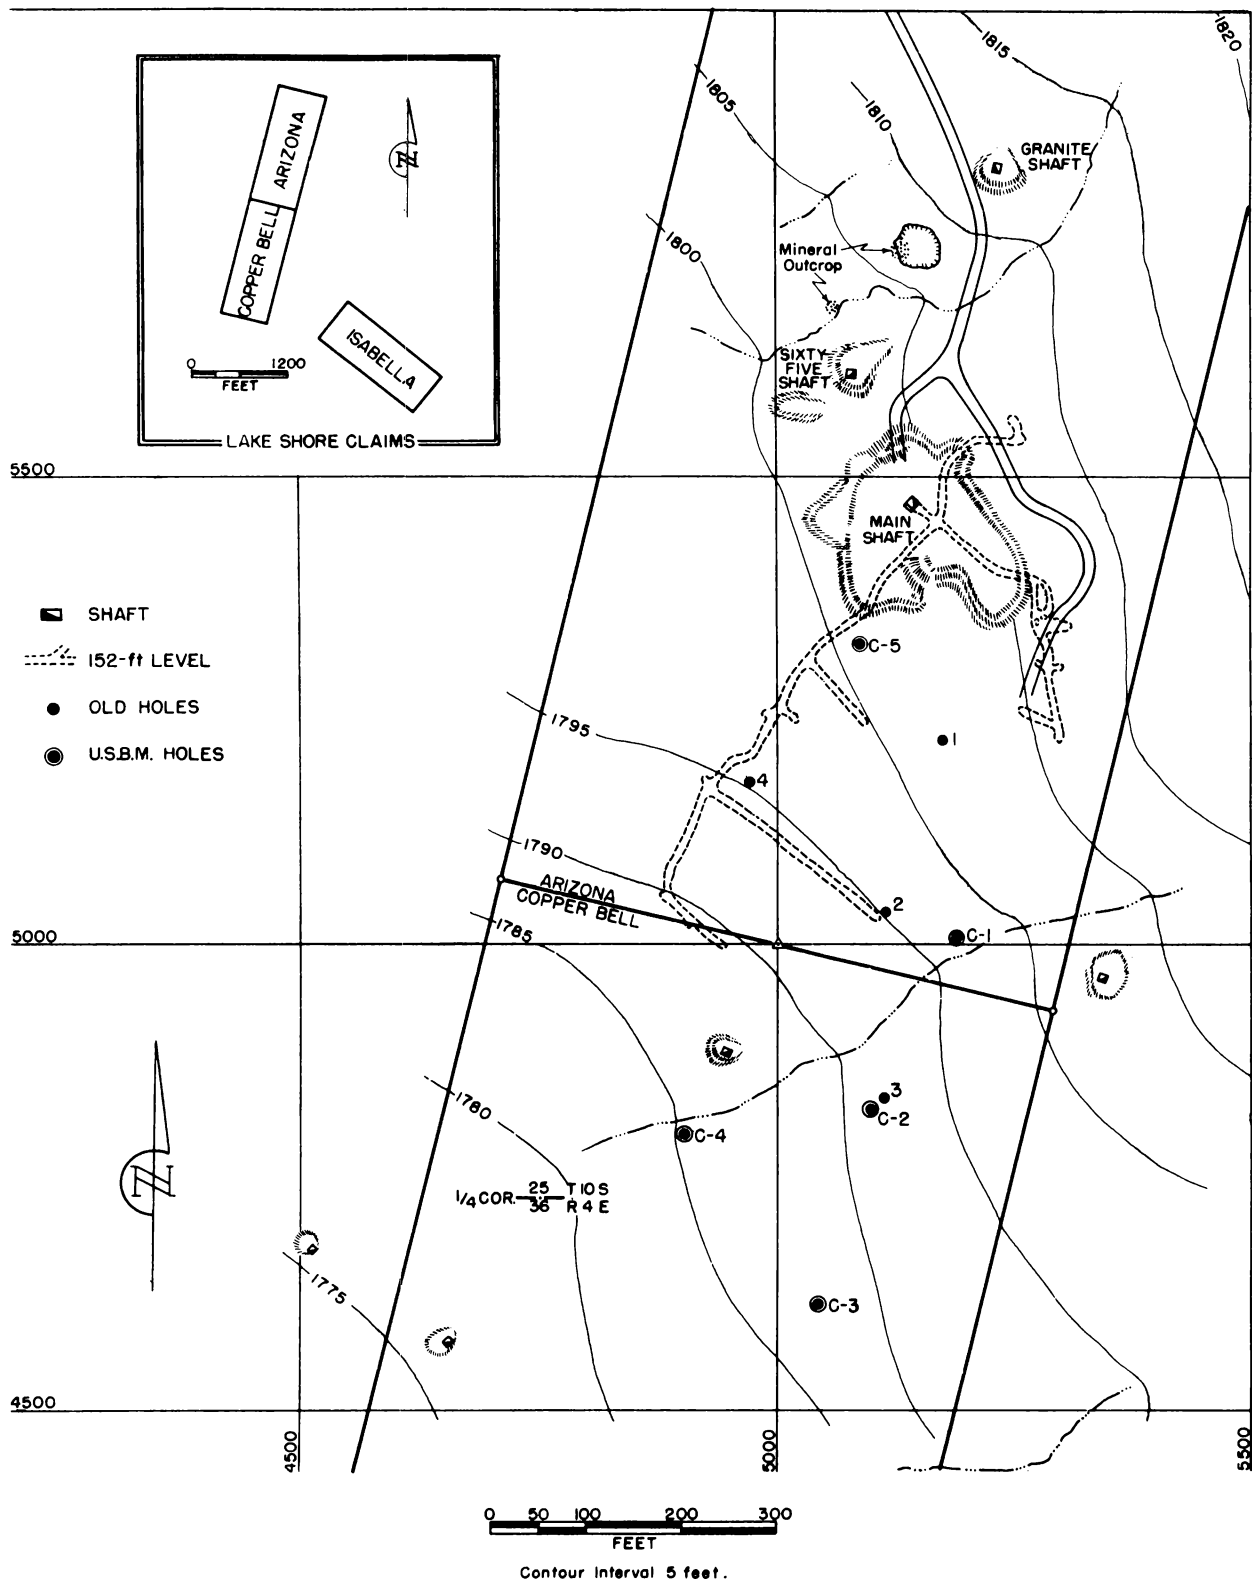 1815
1820
1805
1810
ARIZONA
COPPER BELL
ISABELLA
N
0 1200
FEET
LAKE SHORE CLAIMS
GRANITE
SHAFT
1800
Mineral
Outcrop
SIXTY
FIVE
SHAFT
5500
MAIN
SHAFT
SHAFT
152-ft LEVEL
OLD HOLES
U.S.B.M. HOLES
C-5
1795
1
4
1790
ARIZONA
COPPER BELL
2
1785
5000
C-1
1780
3
C-2
C-4
N
1/4 COR. 25 T 10 S
36 R 4 E
1775
C-3
4500
4500
5000
5500
0 50 100 200 300
FEET
Contour Interval 5 feet.